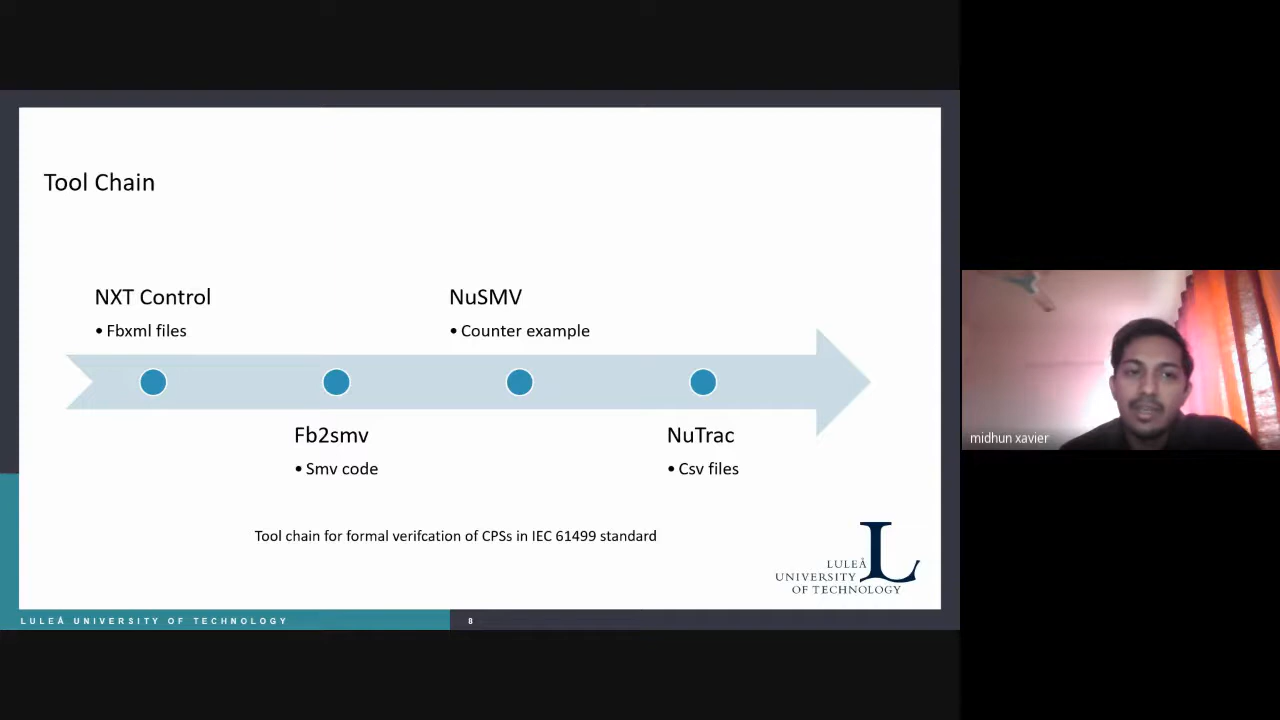 Tool Chain
NXT Control
• Fbxml files
NuSMV
• Counter example
Fb2smv
• Smv code
NuTrac
• Csv files
Tool chain for formal verifcation of CPSs in IEC 61499 standard
LULEÅ
UNIVERSITY
OF TECHNOLOGY
L
LULEÅ UNIVERSITY OF TECHNOLOGY
8
midhun xavier